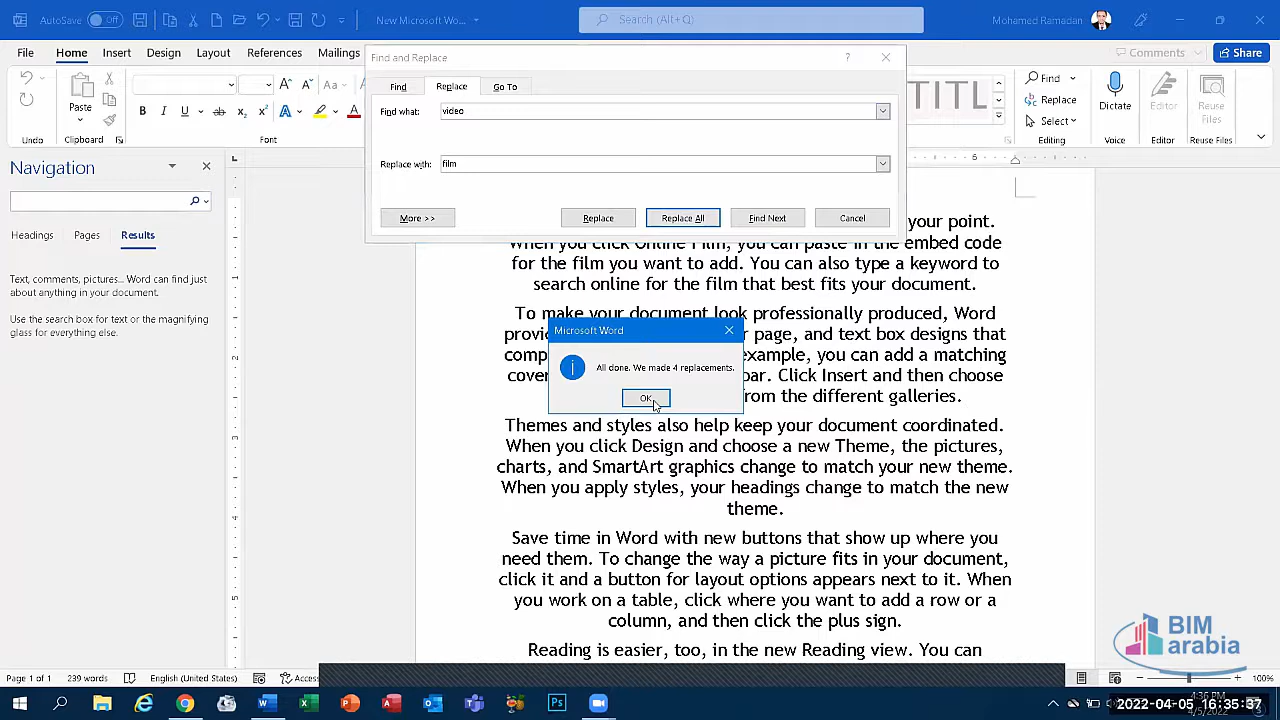 AutoSave Off New Microsoft Wo... Search (Alt+Q) Mohamed Ramadan
File Home Insert Design Layout References Mailings Comments Share
Find and Replace
Find Replace Go To
Find what: video
Replace with: film
More >> Replace Replace All Find Next Cancel
Paste
Clipboard
Font
TITL
Find
Replace
Select
Editing
Dictate
Voice
Editor
Editor
Reuse
Files
Reuse Files
Navigation
Headings Pages Results
Text, comments, pictures... Word can find just
about anything in your document.
Use the search box for text or the magnifying
glass for everything else.
your point.
When you click Online Film, you can paste in the embed code
for the film you want to add. You can also type a keyword to
search online for the film that best fits your document.
To make your document look professionally produced, Word
provi r page, and text box designs that
comp example, you can add a matching
cover bar. Click Insert and then choose
from the different galleries.
Microsoft Word
All done. We made 4 replacements.
OK
Themes and styles also help keep your document coordinated.
When you click Design and choose a new Theme, the pictures,
charts, and SmartArt graphics change to match your new theme.
When you apply styles, your headings change to match the new
theme.
Save time in Word with new buttons that show up where you
need them. To change the way a picture fits in your document,
click it and a button for layout options appears next to it. When
you work on a table, click where you want to add a row or a
column, and then click the plus sign.
Reading is easier, too, in the new Reading view. You can
BIM
arabia
Page 1 of 1 239 words English (United States) Access 100%
2022-04-05 16:35:37